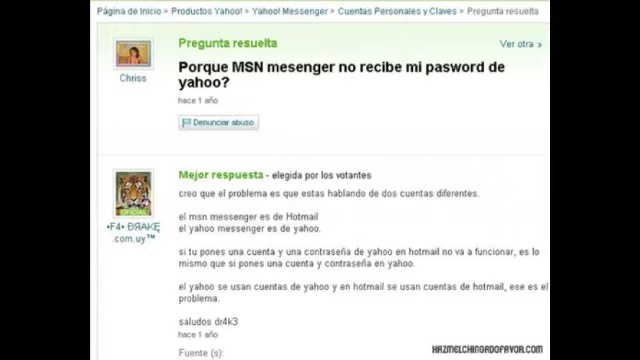 Página de Inicio > Productos Yahoo! > Yahoo! Messenger > Cuentas Personales y Claves > Pregunta resuelta
Pregunta resuelta
Ver otra »
Porque MSN mesenger no recibe mi pasword de
yahoo?
Chriss
hace 1 año
Denunciar abuso
Mejor respuesta - elegida por los votantes
creo que el problema es que estas hablando de dos cuentas diferentes.
OFICIAL
el msn messenger es de Hotmail
•F4• ÐЯAKĘ
el yahoo messenger es de yahoo.
.com.uy™
si tu pones una cuenta y una contraseña de yahoo en hotmail no va a funcionar, es lo
mismo que si pones una cuenta y contraseña en yahoo.
el yahoo se usan cuentas de yahoo y en hotmail se usan cuentas de hotmail, ese es el
problema.
saludos dr4k3
hace 1 año
Fuente (s):
HAZMELCHINGADOFAVOR.COM